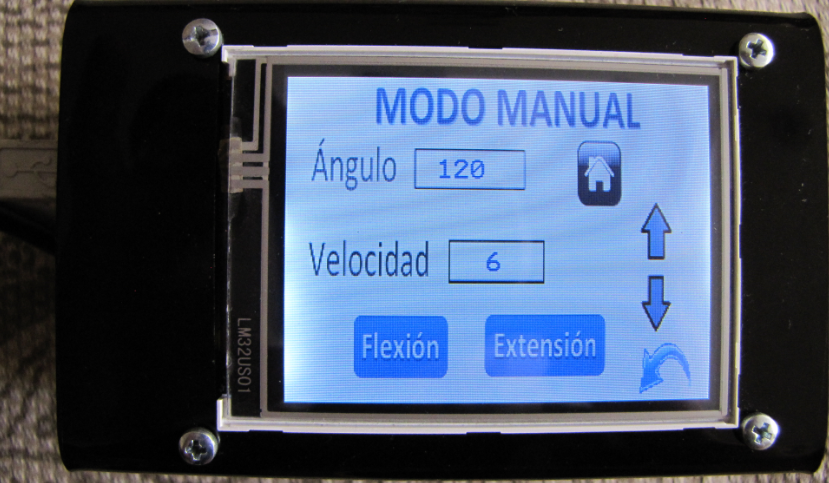 MODO MANUAL
Ángulo 120
Velocidad 6
Flexión Extensión
LM32US01